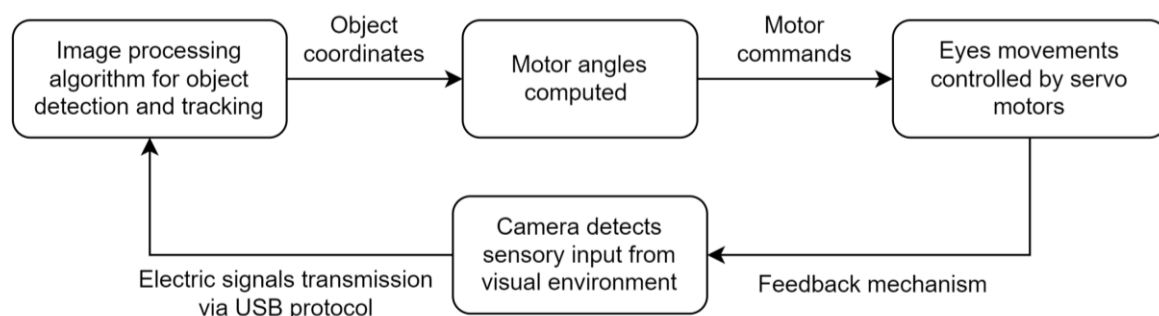 Image processing
algorithm for object
detection and tracking
Object
coordinates
Motor angles
computed
Motor
commands
Eyes movements
controlled by servo
motors
Feedback mechanism
Camera detects
sensory input from
visual environment
Electric signals transmission
via USB protocol